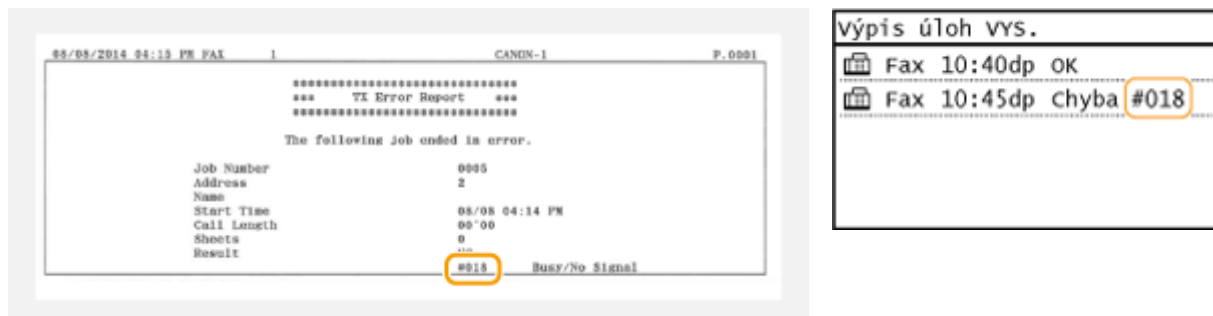 08/08/2014 04:15 PM FAX 1 CANON-1 P.0001
******************************
*** TX Error Report ***
******************************
The following job ended in error.
Job Number 0005
Address 2
Name
Start Time 08/08 04:14 PM
Call Length 00'00
Sheets 0
Result
#018 Busy/No Signal
Výpis úloh VYS.
Fax 10:40dp OK
Fax 10:45dp Chyba #018